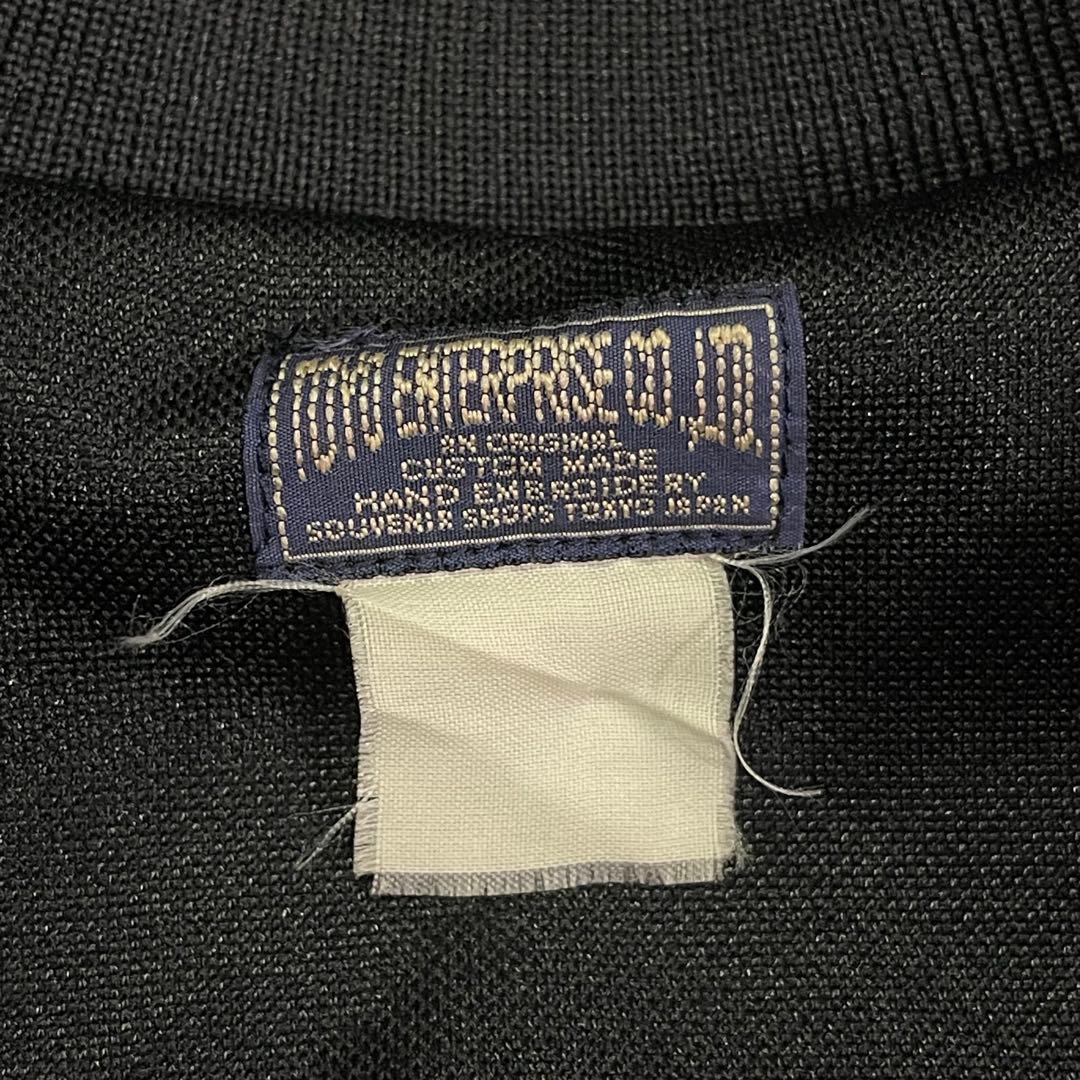 TOYO ENTERPRISE CO.,LTD.
AN ORIGINAL
CUSTOM MADE
HAND EMBROIDERY
SOUVENIR SHOPS TOKYO JAPAN